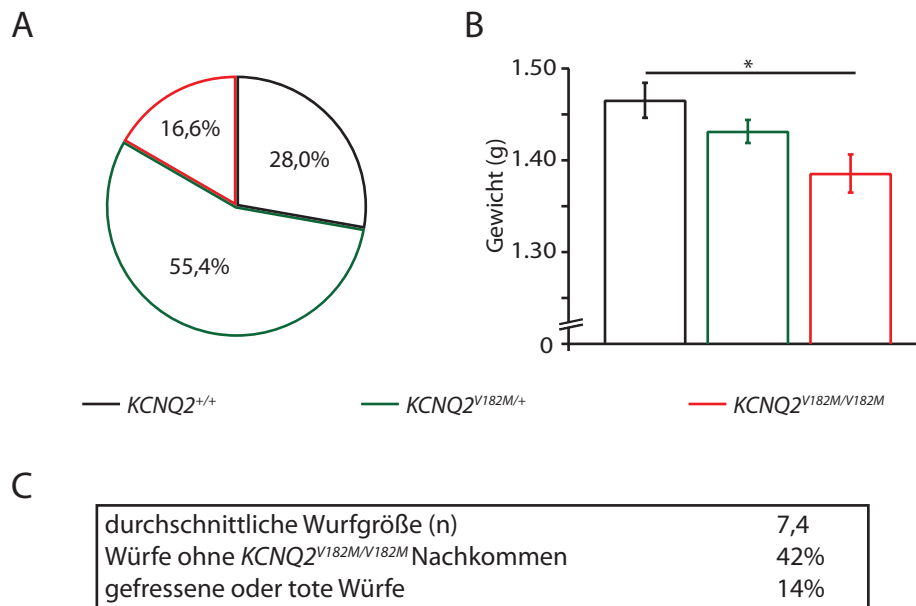 A
28,0%
16,6%
55,4%
B
*
1.50
1.40
1.30
0
Gewicht (g)
KCNQ2+/+
KCNQ2V182M/+
KCNQ2V182M/V182M
C
durchschnittliche Wurfgröße (n) 7,4
Würfe ohne KCNQ2V182M/V182M Nachkommen 42%
gefressene oder tote Würfe 14%